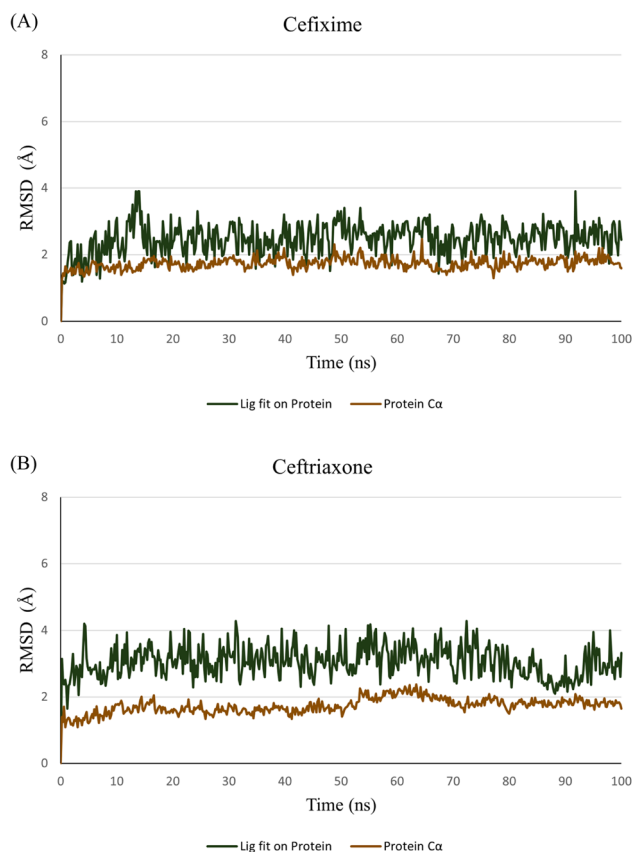 (A)
Cefixime
8
6
4
2
0
RMSD (Å)
0 10 20 30 40 50 60 70 80 90 100
Time (ns)
Lig fit on Protein Protein Cα
(B)
Ceftriaxone
8
6
4
2
0
RMSD (Å)
0 10 20 30 40 50 60 70 80 90 100
Time (ns)
Lig fit on Protein Protein Cα